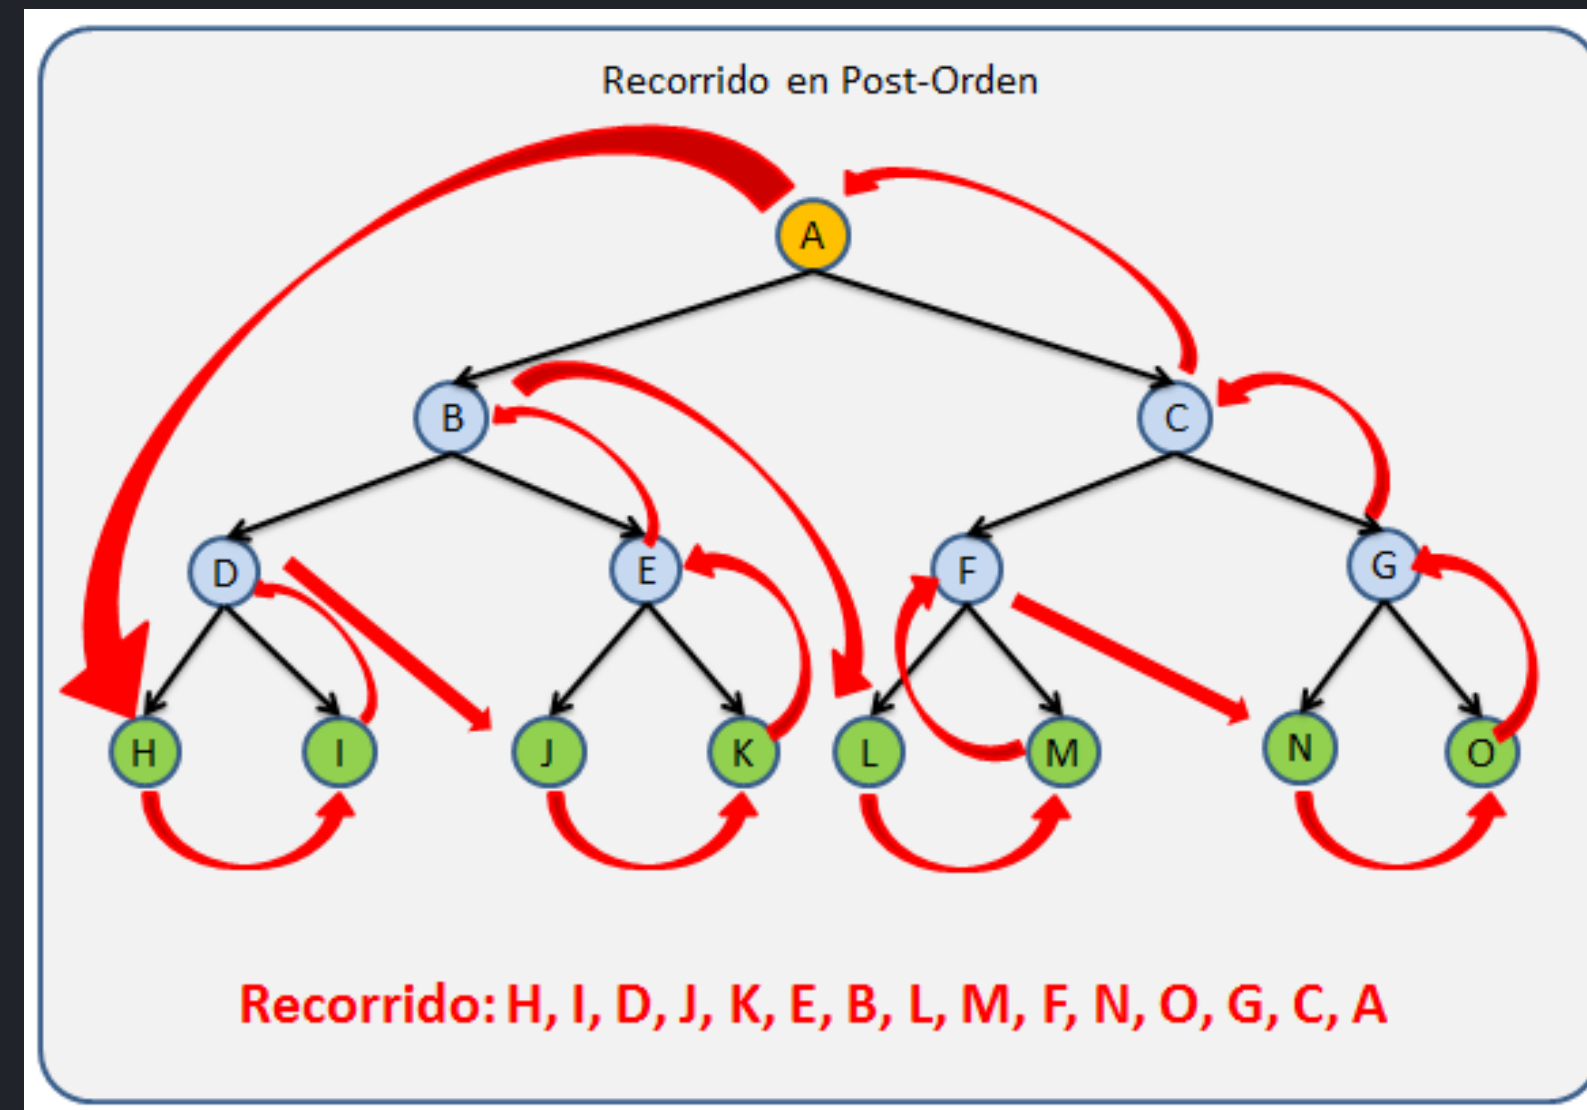 Recorrido en Post-Orden
A
B
C
D
E
F
G
H
I
J
K
L
M
N
O
Recorrido: H, I, D, J, K, E, B, L, M, F, N, O, G, C, A